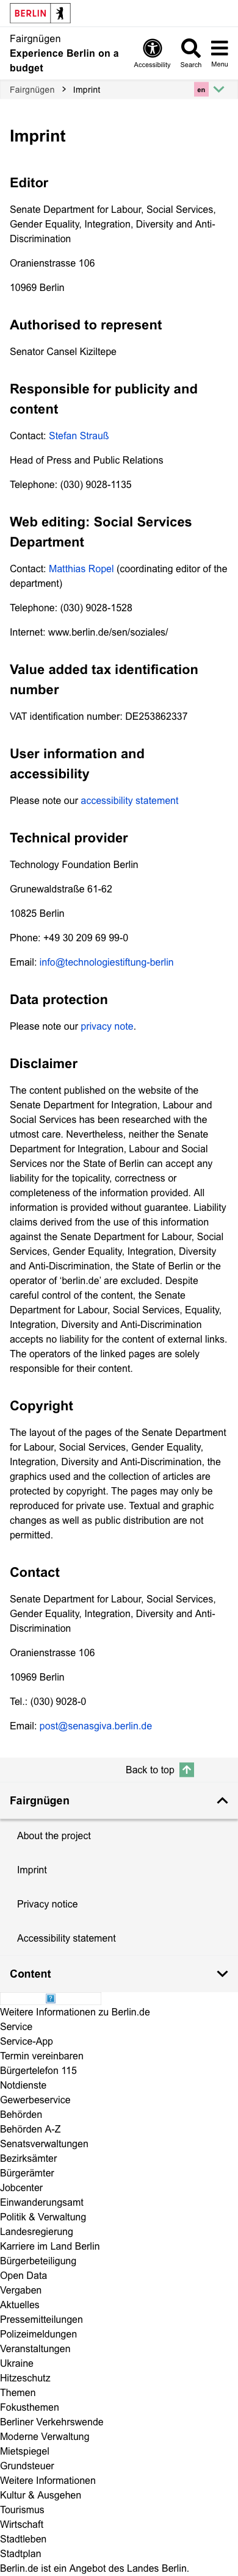 BERLIN
Fairgnügen
Experience Berlin on a
budget
Accessibility
Search
Menu
Fairgnügen
Imprint
en
Imprint
Editor
Senate Department for Labour, Social Services,
Gender Equality, Integration, Diversity and Anti-
Discrimination
Oranienstrasse 106
10969 Berlin
Authorised to represent
Senator Cansel Kiziltepe
Responsible for publicity and
content
Contact: Stefan Strauß
Head of Press and Public Relations
Telephone: (030) 9028-1135
Web editing: Social Services
Department
Contact: Matthias Ropel (coordinating editor of the
department)
Telephone: (030) 9028-1528
Internet: www.berlin.de/sen/soziales/
Value added tax identification
number
VAT identification number: DE253862337
User information and
accessibility
Please note our accessibility statement
Technical provider
Technology Foundation Berlin
Grunewaldstraße 61-62
10825 Berlin
Phone: +49 30 209 69 99-0
Email: info@technologiestiftung-berlin
Data protection
Please note our privacy note.
Disclaimer
The content published on the website of the
Senate Department for Integration, Labour and
Social Services has been researched with the
utmost care. Nevertheless, neither the Senate
Department for Integration, Labour and Social
Services nor the State of Berlin can accept any
liability for the topicality, correctness or
completeness of the information provided. All
information is provided without guarantee. Liability
claims derived from the use of this information
against the Senate Department for Labour, Social
Services, Gender Equality, Integration, Diversity
and Anti-Discrimination, the State of Berlin or the
operator of ‘berlin.de’ are excluded. Despite
careful control of the content, the Senate
Department for Labour, Social Services, Equality,
Integration, Diversity and Anti-Discrimination
accepts no liability for the content of external links.
The operators of the linked pages are solely
responsible for their content.
Copyright
The layout of the pages of the Senate Department
for Labour, Social Services, Gender Equality,
Integration, Diversity and Anti-Discrimination, the
graphics used and the collection of articles are
protected by copyright. The pages may only be
reproduced for private use. Textual and graphic
changes as well as public distribution are not
permitted.
Contact
Senate Department for Labour, Social Services,
Gender Equality, Integration, Diversity and Anti-
Discrimination
Oranienstrasse 106
10969 Berlin
Tel.: (030) 9028-0
Email: post@senasgiva.berlin.de
Back to top
Fairgnügen
About the project
Imprint
Privacy notice
Accessibility statement
Content
Weitere Informationen zu Berlin.de
Service
Service-App
Termin vereinbaren
Bürgertelefon 115
Notdienste
Gewerbeservice
Behörden
Behörden A-Z
Senatsverwaltungen
Bezirksämter
Bürgerämter
Jobcenter
Einwanderungsamt
Politik & Verwaltung
Landesregierung
Karriere im Land Berlin
Bürgerbeteiligung
Open Data
Vergaben
Aktuelles
Pressemitteilungen
Polizeimeldungen
Veranstaltungen
Ukraine
Hitzeschutz
Themen
Fokusthemen
Berliner Verkehrswende
Moderne Verwaltung
Mietspiegel
Grundsteuer
Weitere Informationen
Kultur & Ausgehen
Tourismus
Wirtschaft
Stadtleben
Stadtplan
Berlin.de ist ein Angebot des Landes Berlin.